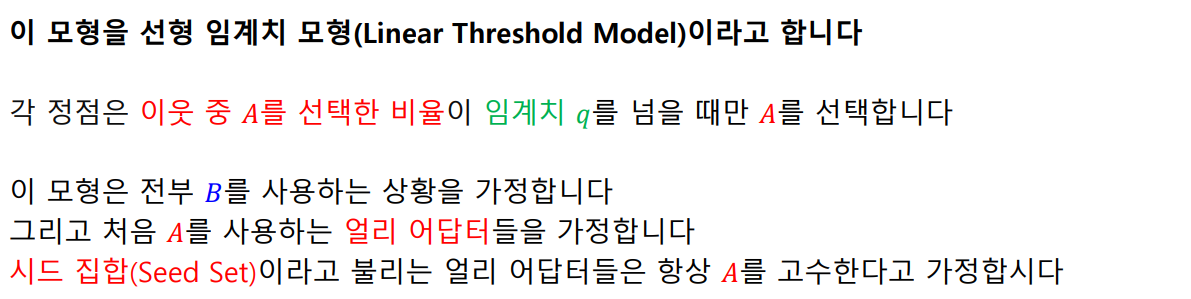 이 모형을 선형 임계치 모형(Linear Threshold Model)이라고 합니다
각 정점은 이웃 중 A를 선택한 비율이 임계치 q를 넘을 때만 A를 선택합니다
이 모형은 전부 B를 사용하는 상황을 가정합니다
그리고 처음 A를 사용하는 얼리 어답터들을 가정합니다
시드 집합(Seed Set)이라고 불리는 얼리 어답터들은 항상 A를 고수한다고 가정합시다